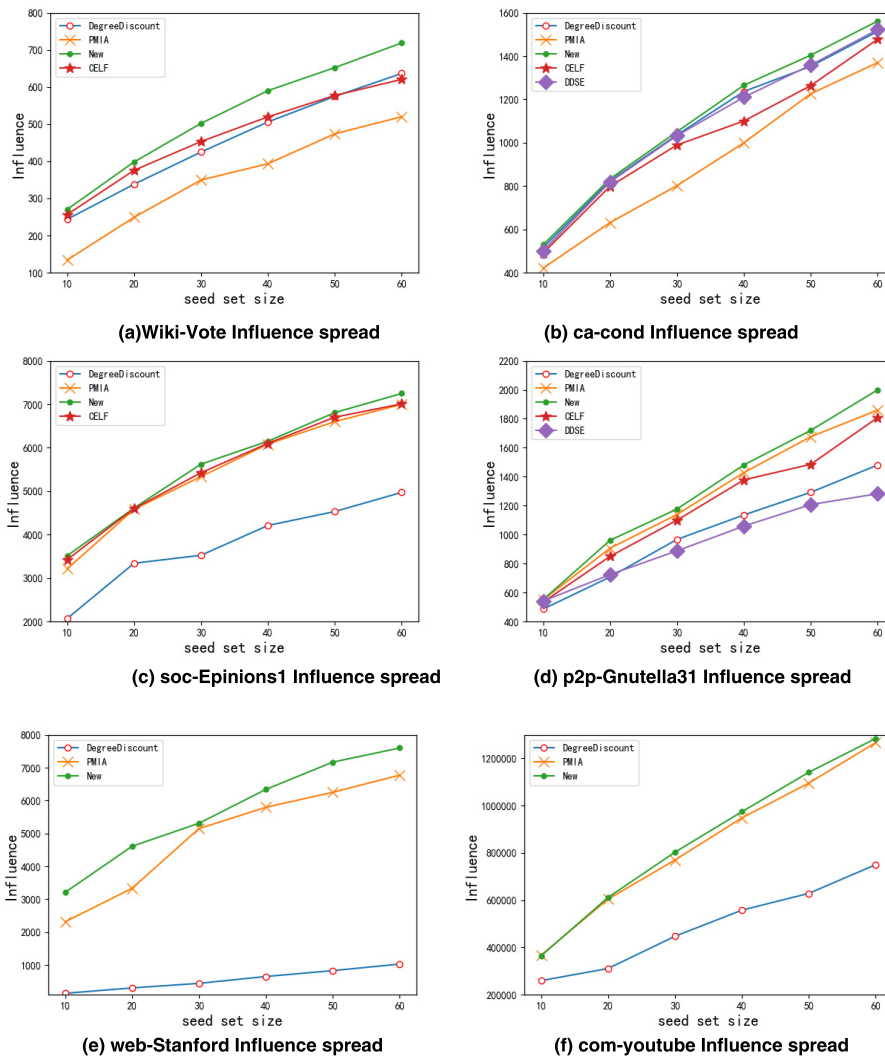 800
700
600
500
400
300
200
100
Influence
DegreeDiscount
PMIA
New
CELF
10 20 30 40 50 60
seed set size
(a)Wiki-Vote Influence spread
1600
1400
1200
1000
800
600
400
Influence
DegreeDiscount
PMIA
New
CELF
DDSE
10 20 30 40 50 60
seed set size
(b) ca-cond Influence spread
8000
7000
6000
5000
4000
3000
2000
Influence
DegreeDiscount
PMIA
New
CELF
10 20 30 40 50 60
seed set size
(c) soc-Epinions1 Influence spread
2200
2000
1800
1600
1400
1200
1000
800
600
400
Influence
DegreeDiscount
PMIA
New
CELF
DDSE
10 20 30 40 50 60
seed set size
(d) p2p-Gnutella31 Influence spread
8000
7000
6000
5000
4000
3000
2000
1000
Influence
DegreeDiscount
PMIA
New
10 20 30 40 50 60
seed set size
(e) web-Stanford Influence spread
1200000
1000000
800000
600000
400000
200000
Influence
DegreeDiscount
PMIA
New
10 20 30 40 50 60
seed set size
(f) com-youtube Influence spread